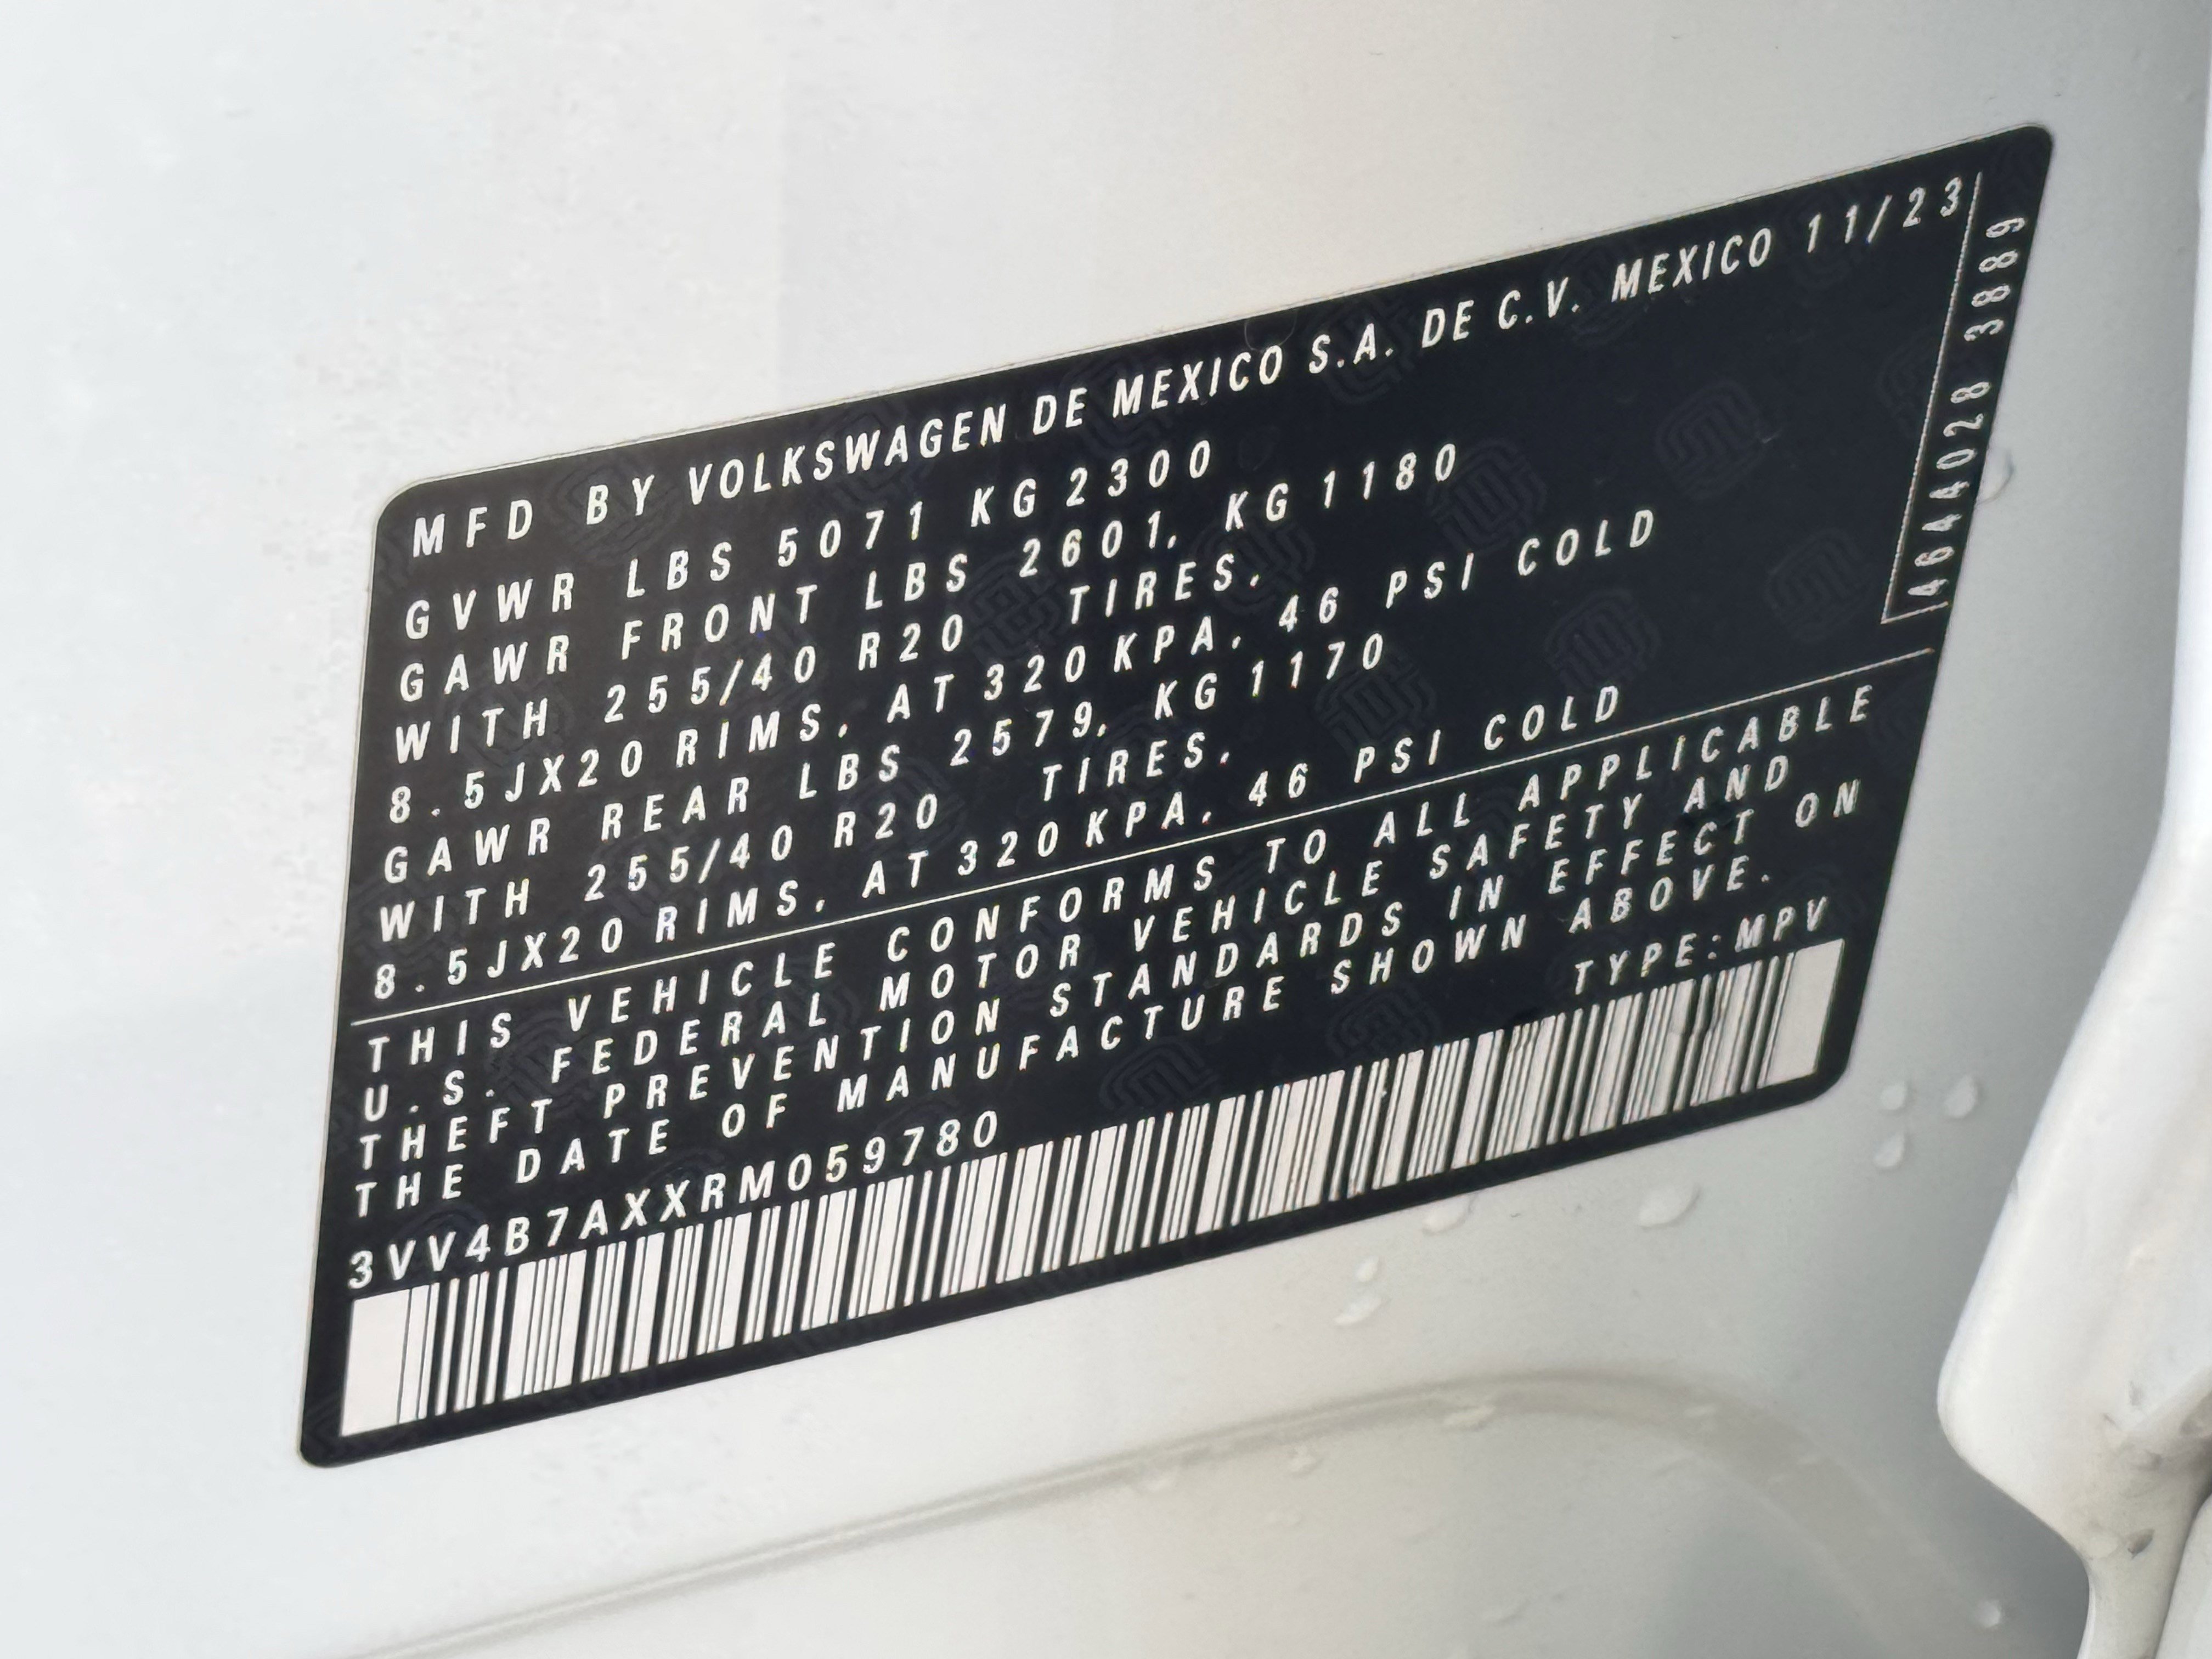 MFD BY VOLKSWAGEN DE MEXICO S.A. DE C.V. MEXICO 11/23
GVWR LBS 5071 KG 2300
GAWR FRONT LBS 2601, KG 1180
WITH 255/40 R20 TIRES,
8.5JX20 RIMS, AT 320 KPA, 46 PSI COLD
GAWR REAR LBS 2579, KG 1170
WITH 255/40 R20 TIRES,
8.5JX20 RIMS, AT 320 KPA, 46 PSI COLD
4644028 3889
THIS VEHICLE CONFORMS TO ALL APPLICABLE
U.S. FEDERAL MOTOR VEHICLE SAFETY AND
THEFT PREVENTION STANDARDS IN EFFECT ON
THE DATE OF MANUFACTURE SHOWN ABOVE.
3VV4B7AXXRM059780 TYPE:MPV